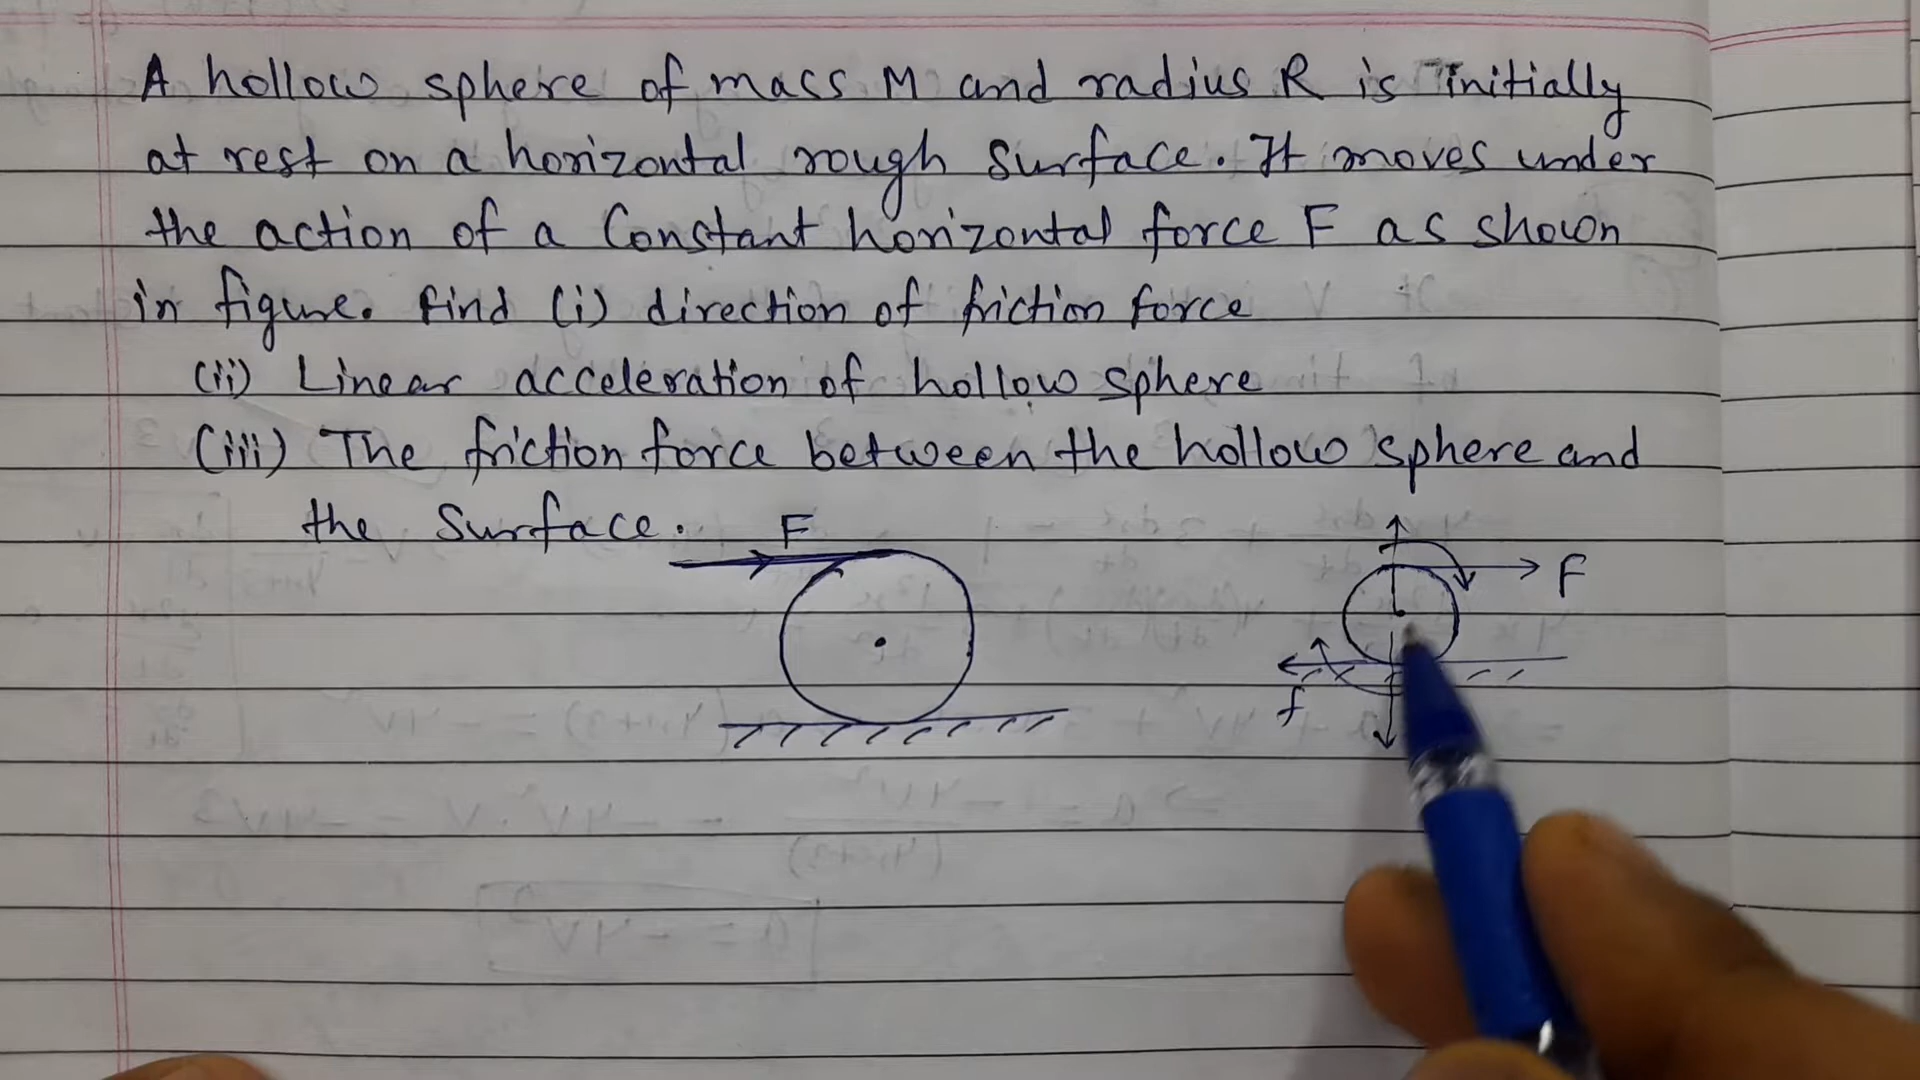 A hollow sphere of mass M and radius R is initially
at rest on a horizontal rough surface. It moves under
the action of a Constant horizontal force F as shown
in figure. find (i) direction of friction force
(ii) Linear acceleration of hollow sphere
(iii) The friction force between the hollow sphere and
the Surface.
F
F
f